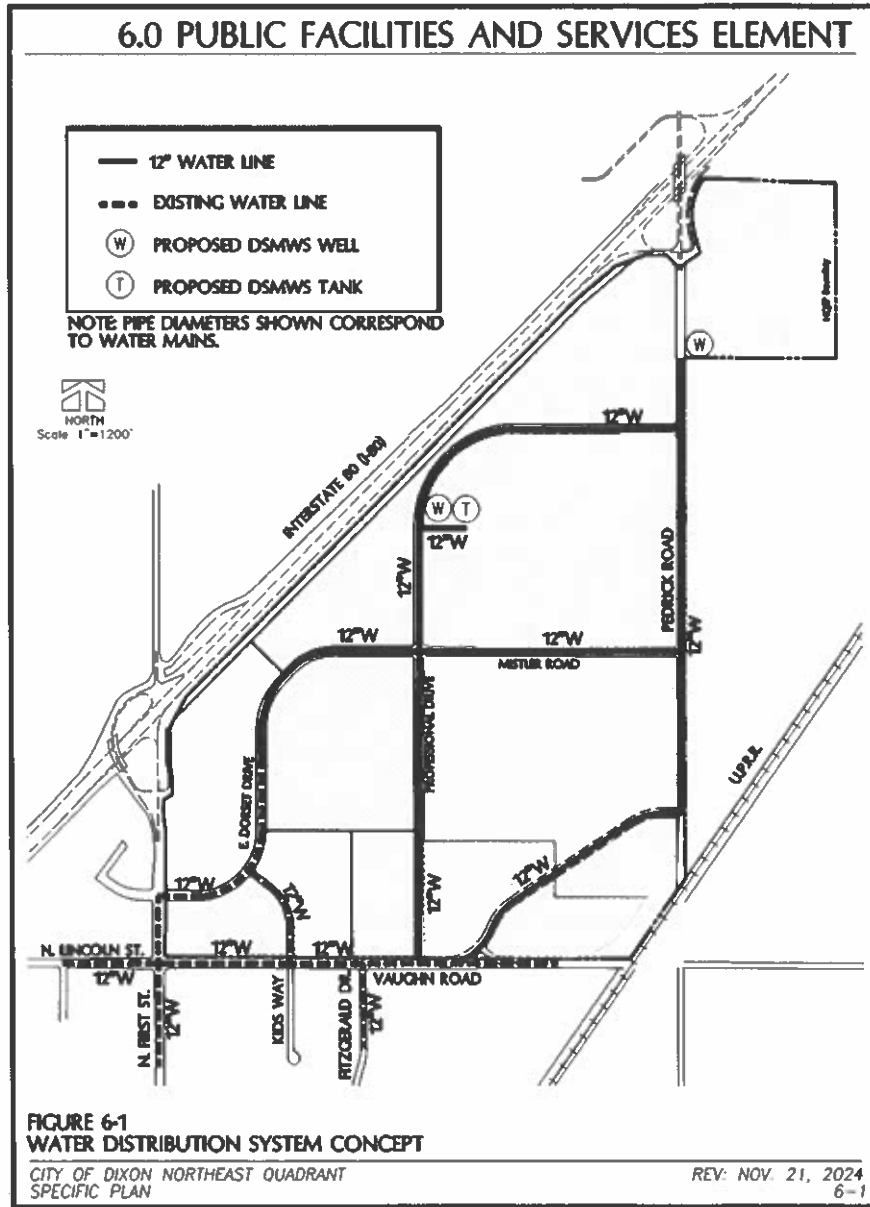 6.0 PUBLIC FACILITIES AND SERVICES ELEMENT
12" WATER LINE
EXISTING WATER LINE
W PROPOSED DSMWS WELL
T PROPOSED DSMWS TANK
NOTE: PIPE DIAMETERS SHOWN CORRESPOND
TO WATER MAINS.
NORTH
Scale 1"=1200'
INTERSTATE 80 (I-80)
NQSP Boundary
W
12"W
W T
12"W
12"W
PEDRICK ROAD
12"W
12"W
12"W
MISTLER ROAD
PROFESSIONAL DRIVE
U.P.R.R.
E. DORSET DRIVE
12"W
12"W
12"W
12"W
N. LINCOLN ST.
12"W
12"W
12"W
VAUGHN ROAD
N. FIRST ST.
12"W
KIDS WAY
FITZGERALD DR.
12"W
FIGURE 6-1
WATER DISTRIBUTION SYSTEM CONCEPT
CITY OF DIXON NORTHEAST QUADRANT
SPECIFIC PLAN
REV: NOV. 21, 2024
6-1